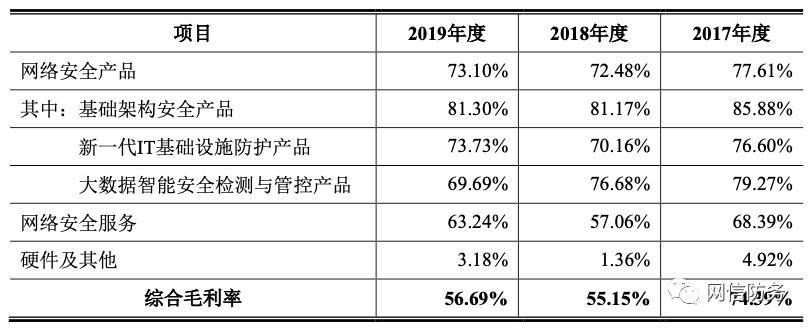 项目 2019年度 2018年度 2017年度
网络安全产品 73.10% 72.48% 77.61%
其中：基础架构安全产品 81.30% 81.17% 85.88%
新一代IT基础设施防护产品 73.73% 70.16% 76.60%
大数据智能安全检测与管控产品 69.69% 76.68% 79.27%
网络安全服务 63.24% 57.06% 68.39%
硬件及其他 3.18% 1.36% 4.92%
综合毛利率 56.69% 55.15% 74.39%
网信防务